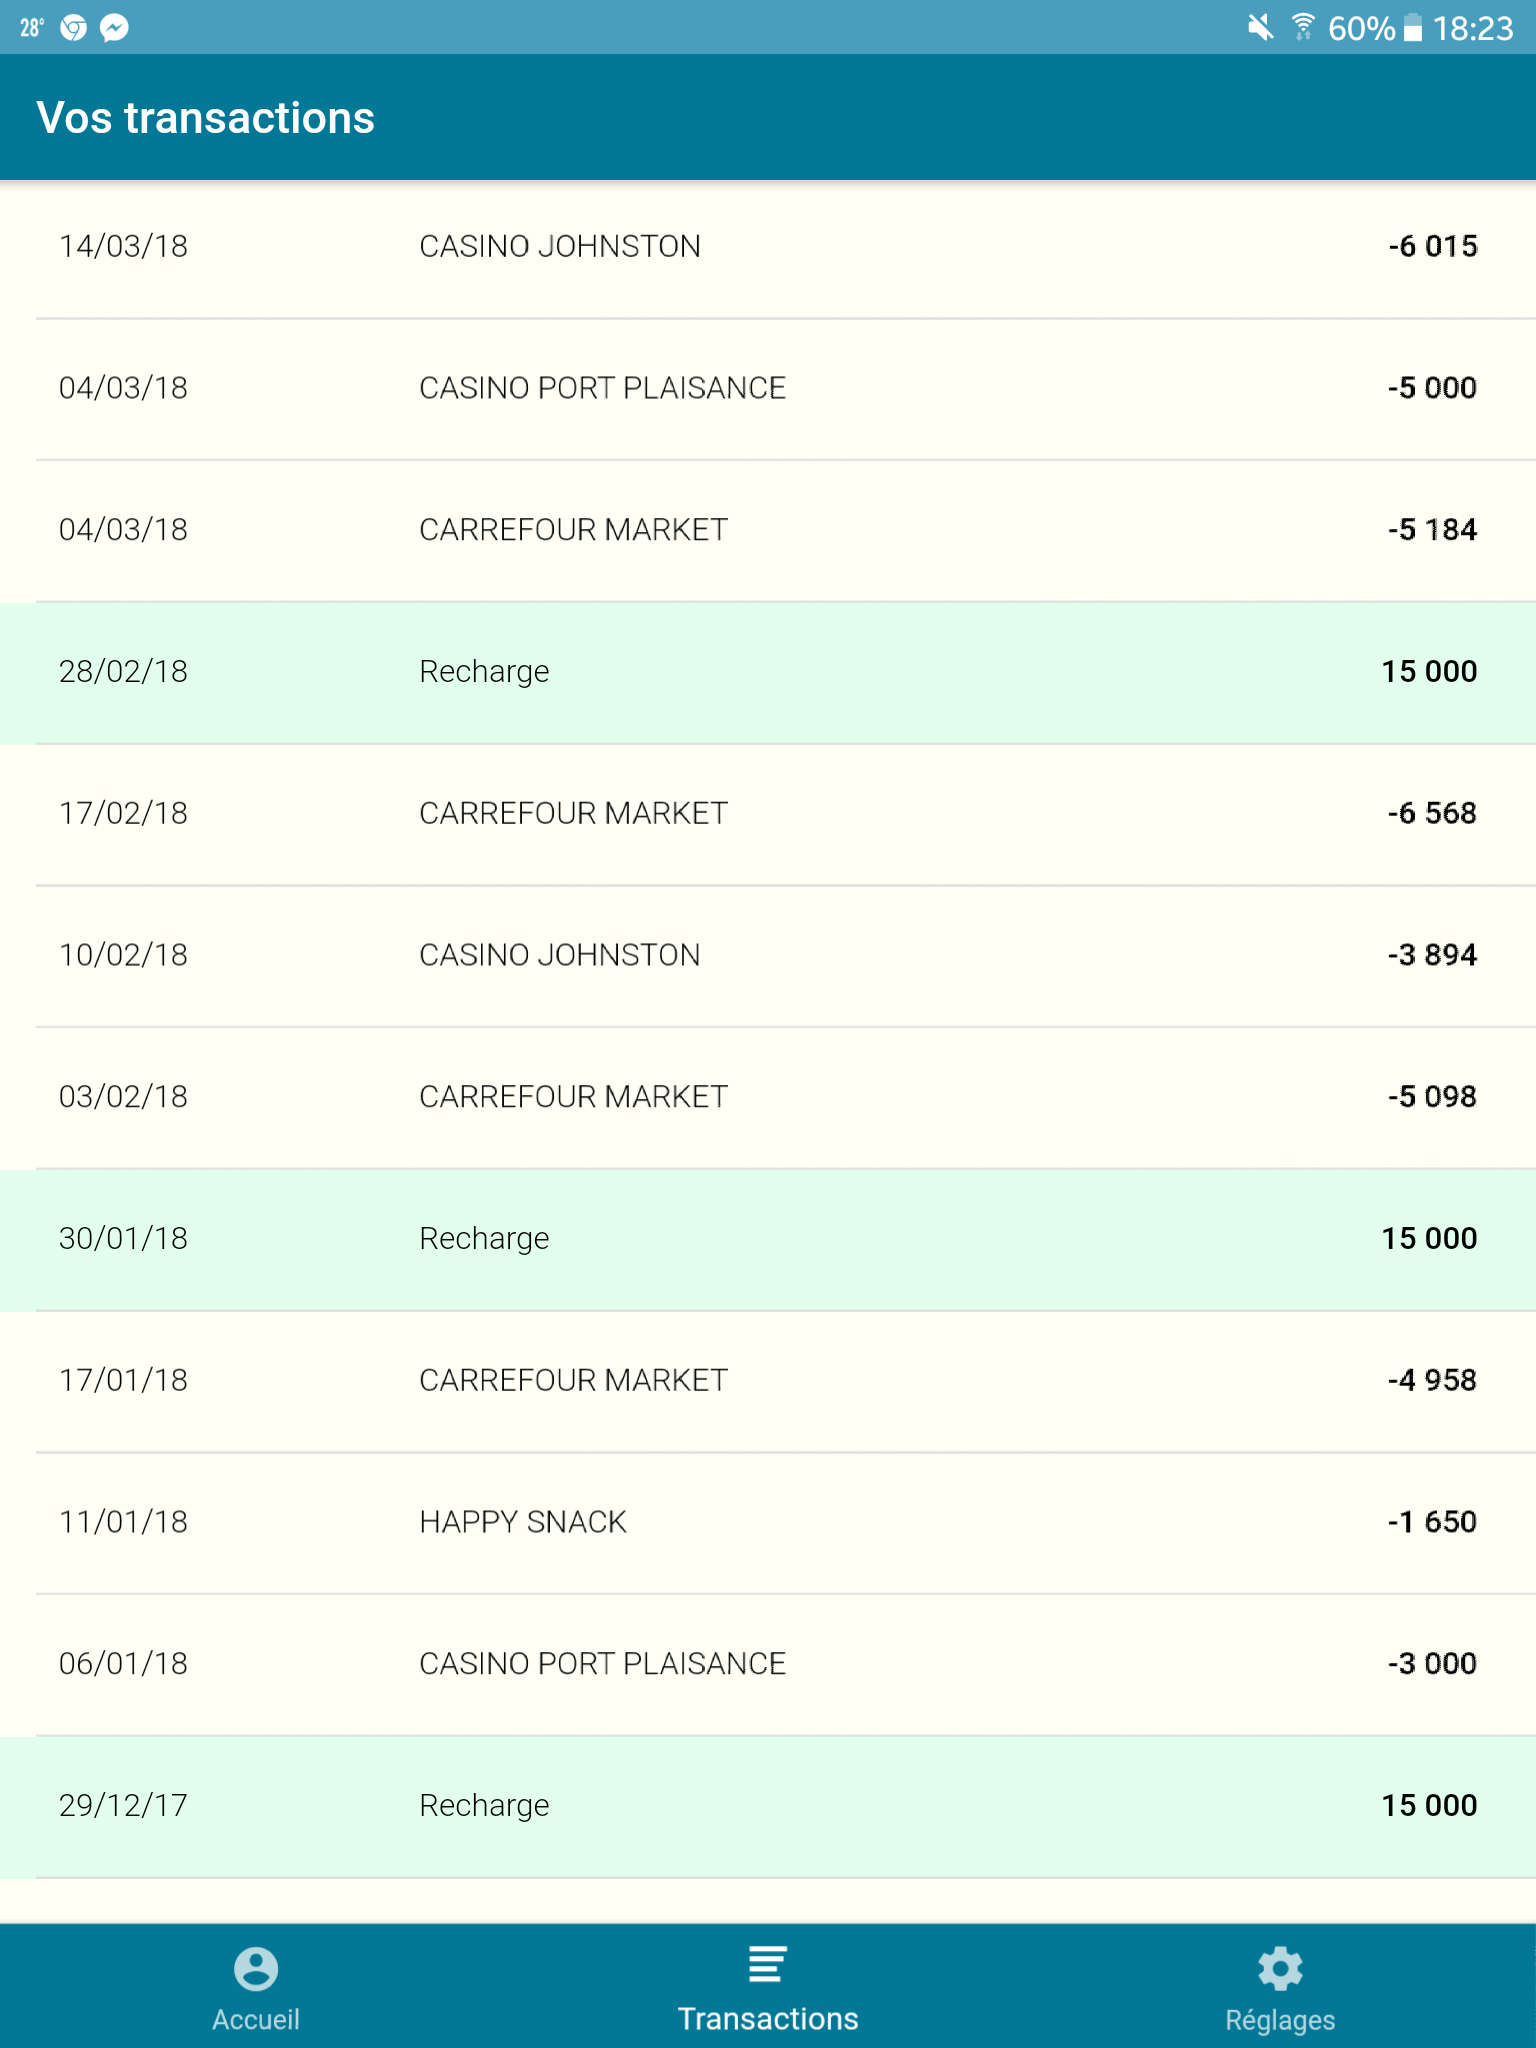 28° 60% 18:23
Vos transactions
14/03/18 CASINO JOHNSTON -6 015
04/03/18 CASINO PORT PLAISANCE -5 000
04/03/18 CARREFOUR MARKET -5 184
28/02/18 Recharge 15 000
17/02/18 CARREFOUR MARKET -6 568
10/02/18 CASINO JOHNSTON -3 894
03/02/18 CARREFOUR MARKET -5 098
30/01/18 Recharge 15 000
17/01/18 CARREFOUR MARKET -4 958
11/01/18 HAPPY SNACK -1 650
06/01/18 CASINO PORT PLAISANCE -3 000
29/12/17 Recharge 15 000
Accueil Transactions Réglages